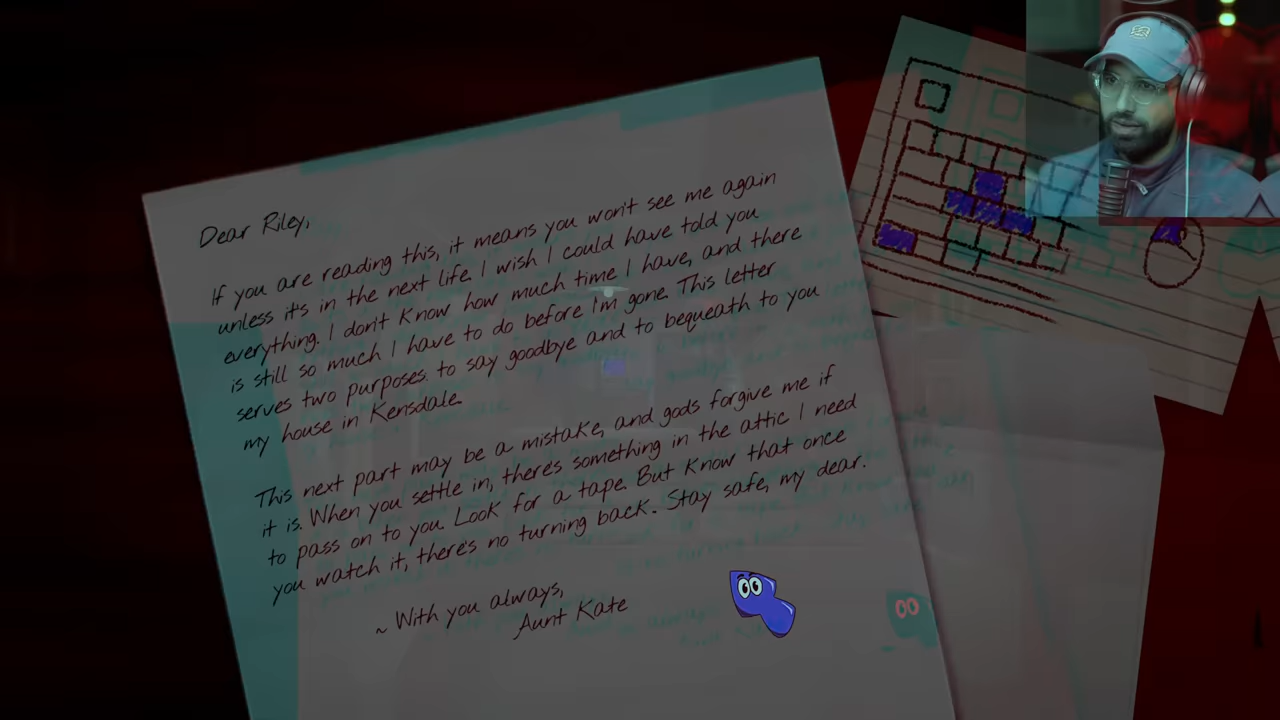 Dear Riley,
If you are reading this, it means you won't see me again
unless it's in the next life. I wish I could have told you
everything. I don't know how much time I have, and there
is still so much I have to do before I'm gone. This letter
serves two purposes: to say goodbye and to bequeath to you
my house in Kensdale.
This next part may be a mistake, and gods forgive me if
it is. When you settle in, there's something in the attic I need
to pass on to you. Look for a tape. But know that once
you watch it, there's no turning back. Stay safe, my dear.
~ With you always,
Aunt Kate